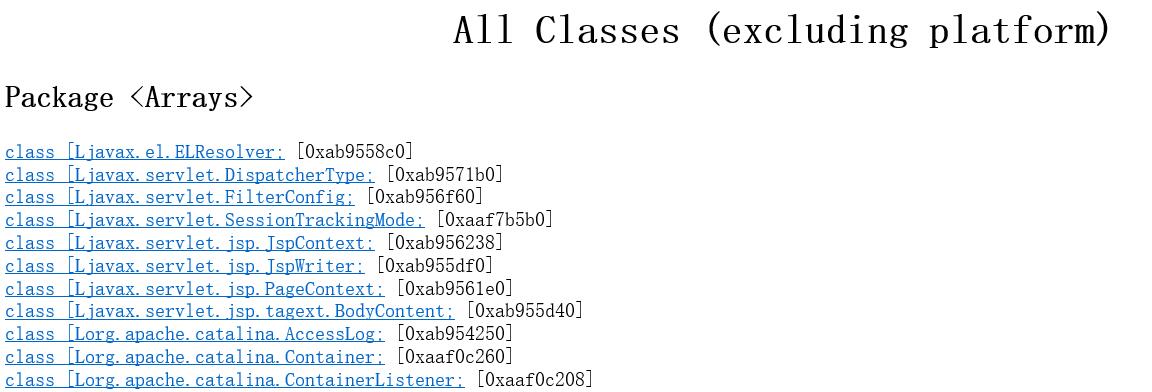 All Classes (excluding platform)
Package <Arrays>
class [Ljavax.el.ELResolver; [0xab9558c0]
class [Ljavax.servlet.DispatcherType; [0xab9571b0]
class [Ljavax.servlet.FilterConfig; [0xab956f60]
class [Ljavax.servlet.SessionTrackingMode; [0xaaf7b5b0]
class [Ljavax.servlet.jsp.JspContext; [0xab956238]
class [Ljavax.servlet.jsp.JspWriter; [0xab955df0]
class [Ljavax.servlet.jsp.PageContext; [0xab9561e0]
class [Ljavax.servlet.jsp.tagext.BodyContent; [0xab955d40]
class [Lorg.apache.catalina.AccessLog; [0xab954250]
class [Lorg.apache.catalina.Container; [0xaaf0c260]
class [Lorg.apache.catalina.ContainerListener; [0xaaf0c208]